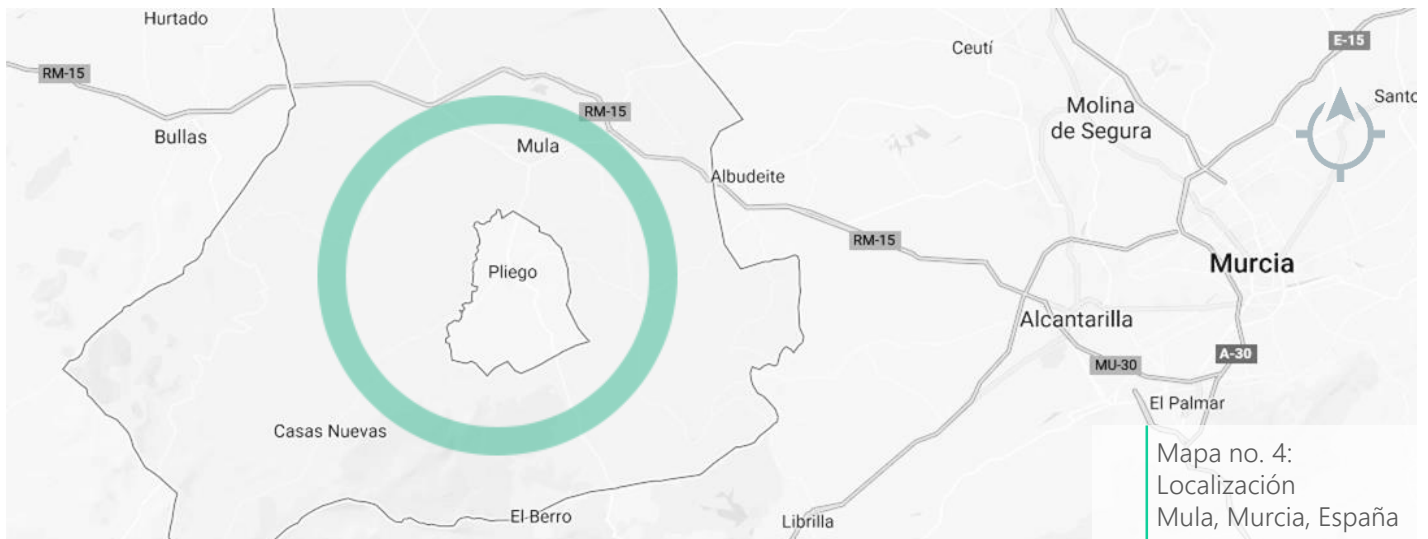 Hurtado
E-15
Ceutí
RM-15
Santo
Molina
de Segura
RM-15
Bullas
Mula
Albudeite
RM-15
Murcia
Pliego
Alcantarilla
A-30
MU-30
El Palmar
Casas Nuevas
El Berro
Librilla
Mapa no. 4:
Localización
Mula, Murcia, España